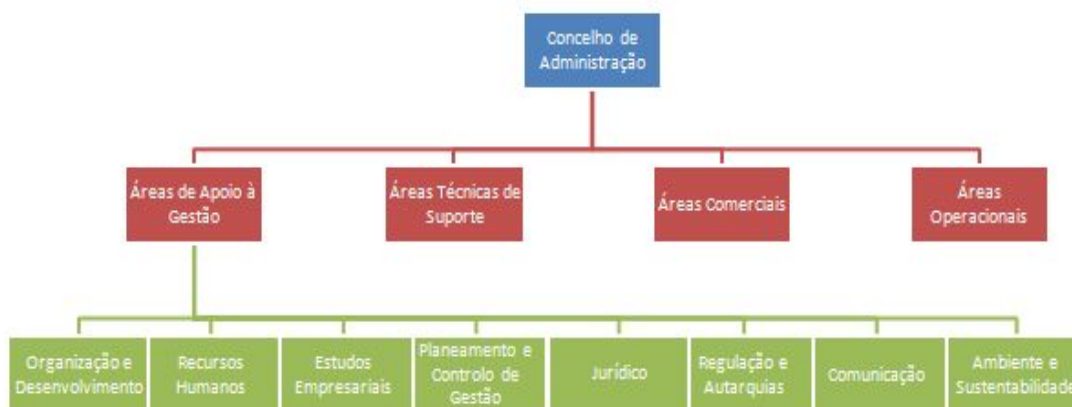 Concelho de
Administração
Áreas de Apoio à
Gestão
Áreas Técnicas de
Suporte
Áreas Comerciais
Áreas
Operacionais
Organização e
Desenvolvimento
Recursos
Humanos
Estudos
Empresariais
Planeamento e
Controlo de
Gestão
Jurídico
Regulação e
Autarquias
Comunicação
Ambiente e
Sustentabilidade